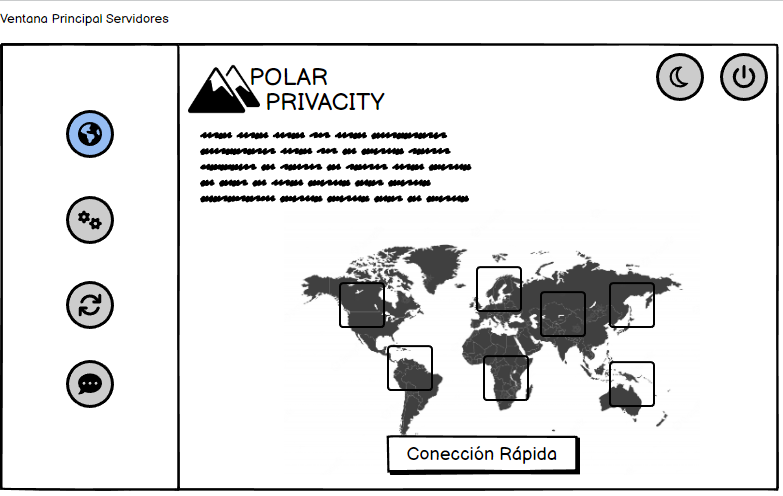 Ventana Principal Servidores
POLAR
PRIVACITY
Conección Rápida